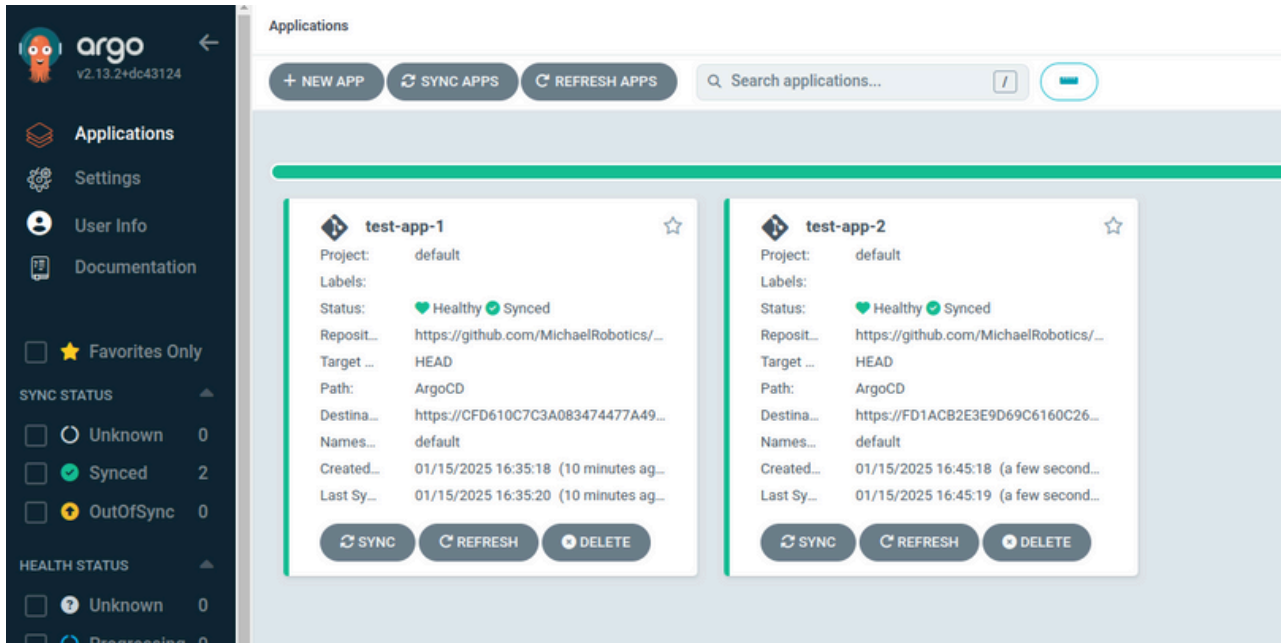 argo
v2.13.2+dc43124
Applications
Settings
User Info
Documentation
Favorites Only
SYNC STATUS
Unknown 0
Synced 2
OutOfSync 0
HEALTH STATUS
Unknown 0
Progressing 0
Applications
+ NEW APP SYNC APPS REFRESH APPS Search applications... /
test-app-1
Project: default
Labels:
Status: Healthy Synced
Reposit... https://github.com/MichaelRobotics/...
Target ... HEAD
Path: ArgoCD
Destina... https://CFD610C7C3A083474477A49...
Names... default
Created... 01/15/2025 16:35:18 (10 minutes ag...
Last Sy... 01/15/2025 16:35:20 (10 minutes ag...
SYNC REFRESH DELETE
test-app-2
Project: default
Labels:
Status: Healthy Synced
Reposit... https://github.com/MichaelRobotics/...
Target ... HEAD
Path: ArgoCD
Destina... https://FD1ACB2E3E9D69C6160C26...
Names... default
Created... 01/15/2025 16:45:18 (a few second...
Last Sy... 01/15/2025 16:45:19 (a few second...
SYNC REFRESH DELETE